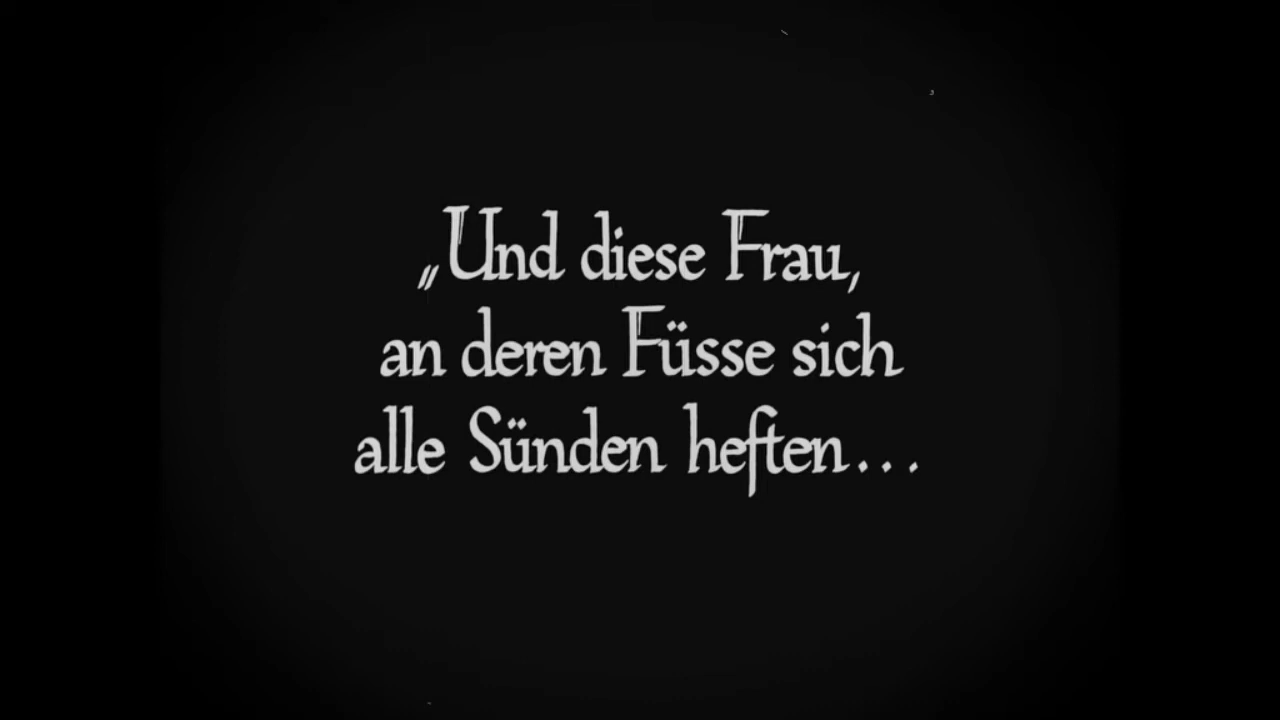 „Und diese Frau,
an deren Füsse sich
alle Sünden heften...